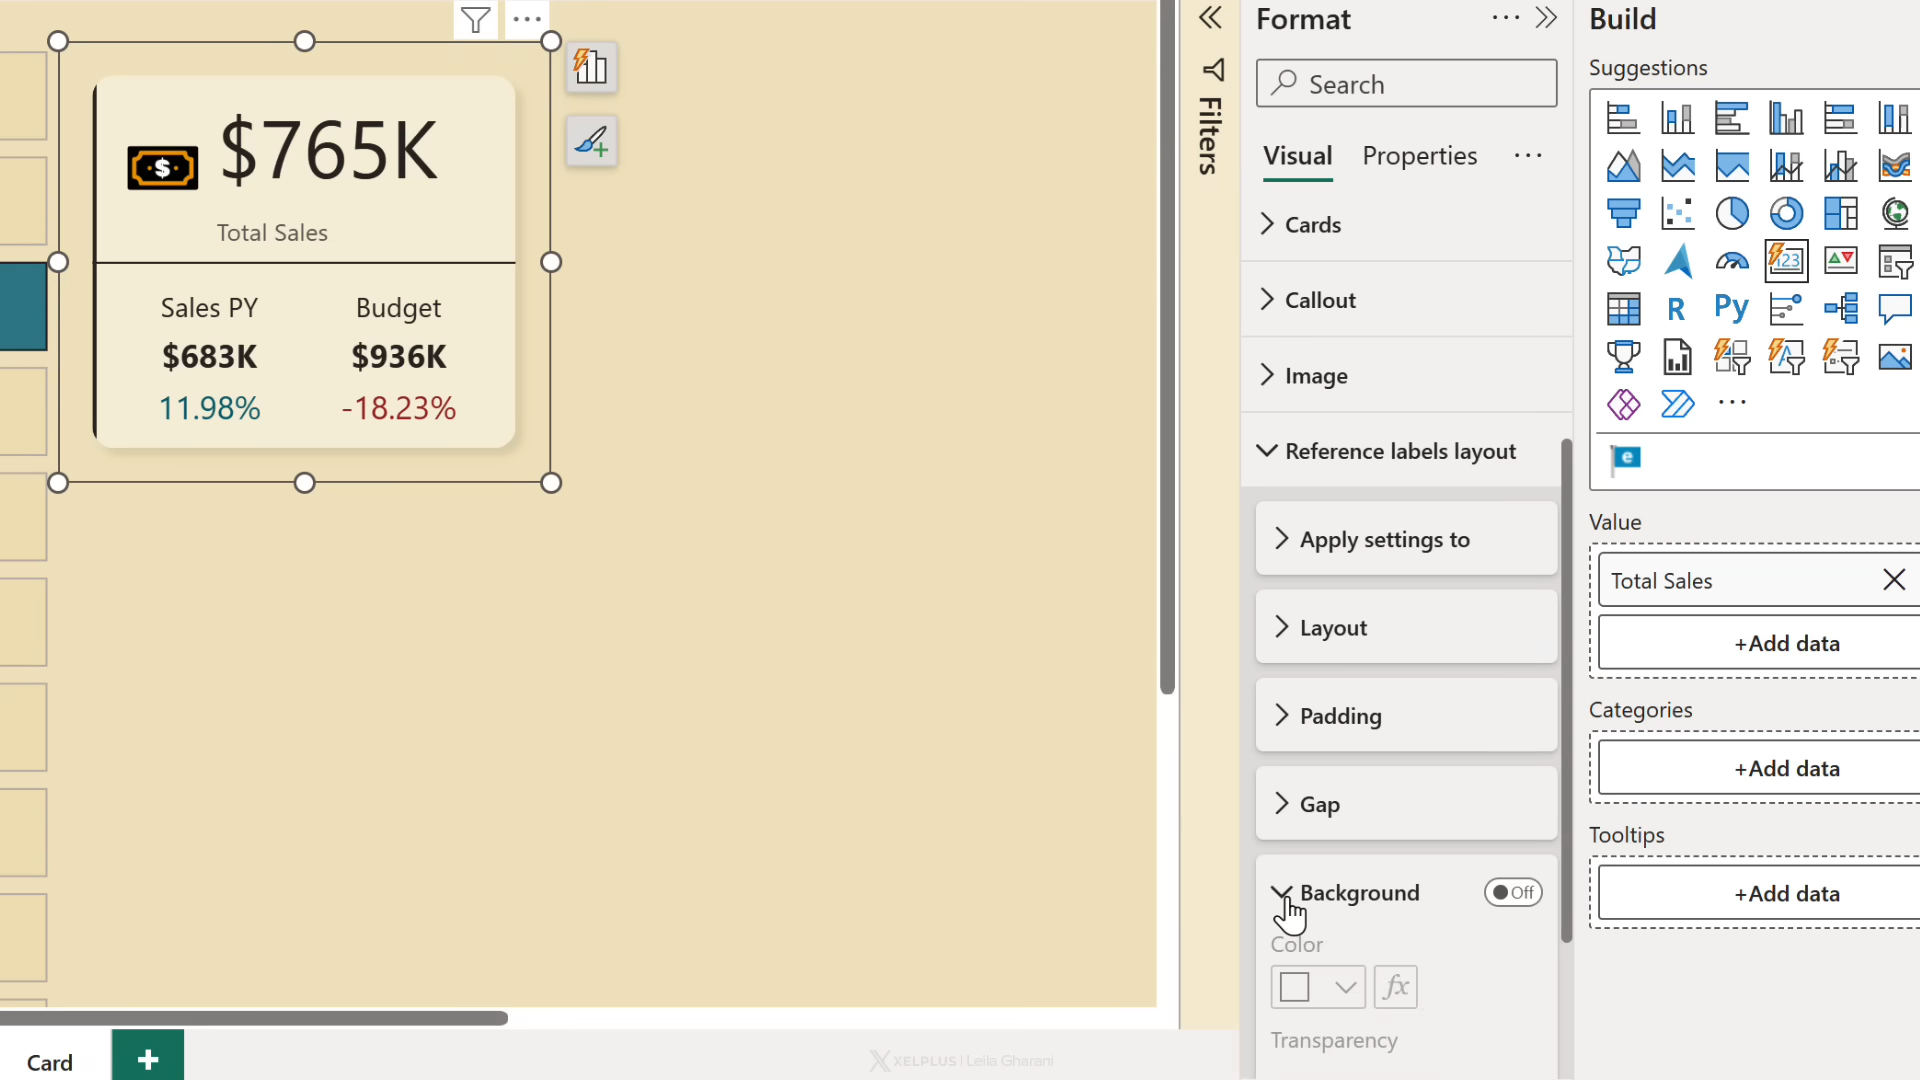 $765K
Total Sales
Sales PY
Budget
$683K
$936K
11.98%
-18.23%
Card
+
XELPLUS | Leila Gharani
Filters
Format
Search
Visual
Properties
Cards
Callout
Image
Reference labels layout
Apply settings to
Layout
Padding
Gap
Background
Off
Color
fx
Transparency
Build
Suggestions
123
R
Py
e
Value
Total Sales
+Add data
Categories
+Add data
Tooltips
+Add data